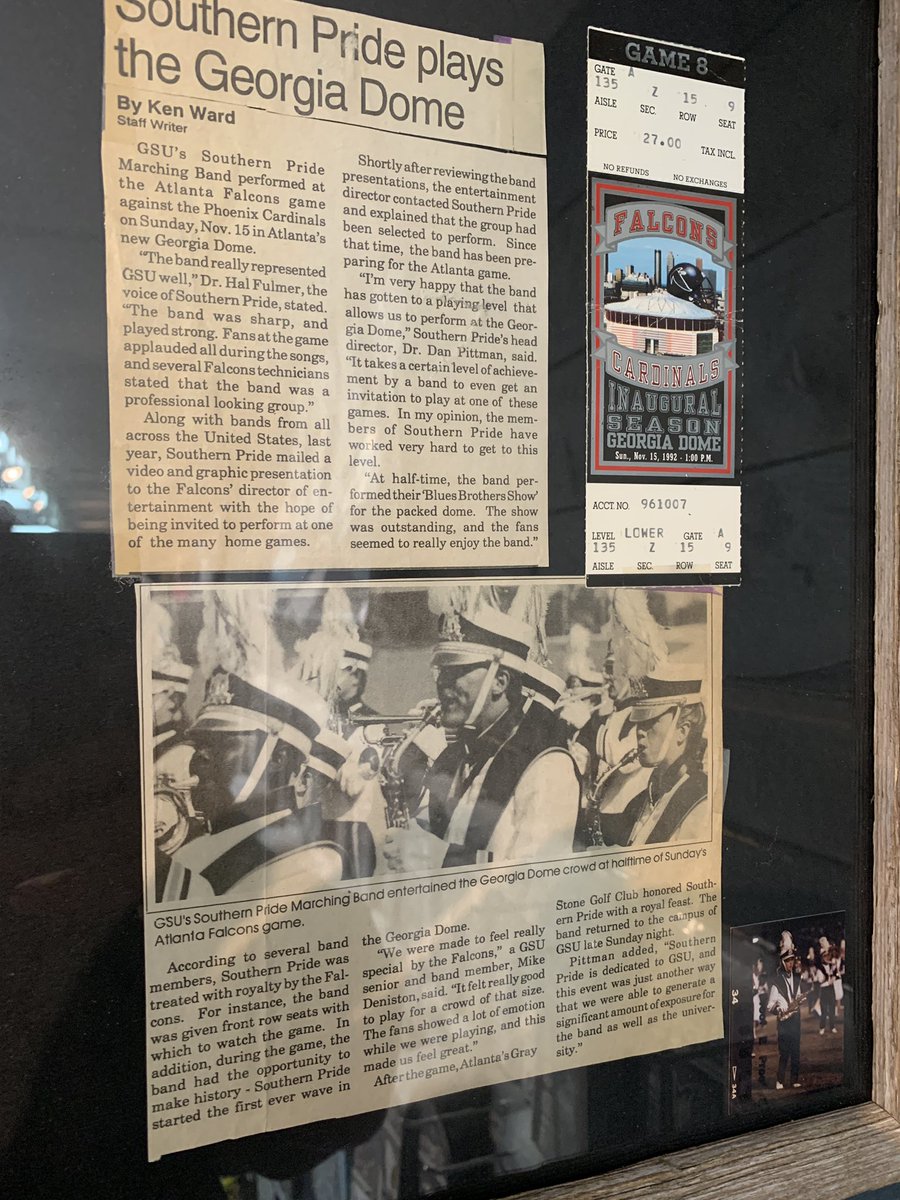 Southern Pride plays
the Georgia Dome
By Ken Ward
Staff Writer
GSU's Southern Pride
Marching Band performed at
the Atlanta Falcons game
against the Phoenix Cardinals
on Sunday, Nov. 15 in Atlanta's
new Georgia Dome.
"The band really represented
GSU well," Dr. Hal Fulmer, the
voice of Southern Pride, stated.
"The band was sharp, and
played strong. Fans at the game
applauded all during the songs,
and several Falcons technicians
stated that the band was a
professional looking group."
Along with bands from all
across the United States, last
year, Southern Pride mailed a
video and graphic presentation
to the Falcons' director of en-
tertainment with the hope of
being invited to perform at one
of the many home games.
Shortly after reviewing the band
presentations, the entertainment
director contacted Southern Pride
and explained that the group had
been selected to perform. Since
that time, the band has been pre-
paring for the Atlanta game.
"I'm very happy that the band
has gotten to a playing level that
allows us to perform at the Geor-
gia Dome," Southern Pride's head
director, Dr. Dan Pittman, said.
"It takes a certain level of achieve-
ment by a band to even get an
invitation to play at one of these
games. In my opinion, the mem-
bers of Southern Pride have
worked very hard to get to this
level.
"At half-time, the band per-
formed their 'Blues Brothers Show'
for the packed dome. The show
was outstanding, and the fans
seemed to really enjoy the band."
GAME 8
GATE A
135 Z 15 9
AISLE SEC. ROW SEAT
PRICE 27.00 TAX INCL.
NO REFUNDS NO EXCHANGES
FALCONS
CARDINALS
INAUGURAL
SEASON
GEORGIA DOME
Sun., Nov. 15, 1992 - 1:00 P.M.
ACCT. NO. 961007
LEVEL LOWER GATE A
135 Z 15 9
AISLE SEC. ROW SEAT
GSU's Southern Pride Marching Band entertained the Georgia Dome crowd at halftime of Sunday's
Atlanta Falcons game.
According to several band
members, Southern Pride was
treated with royalty by the Fal-
cons. For instance, the band
was given front row seats with
which to watch the game. In
addition, during the game, the
band had the opportunity to
make history - Southern Pride
started the first ever wave in
the Georgia Dome.
"We were made to feel really
special by the Falcons," a GSU
senior and band member, Mike
Deniston, said. "It felt really good
to play for a crowd of that size.
The fans showed a lot of emotion
while we were playing, and this
made us feel great."
After the game, Atlanta's Gray
Stone Golf Club honored South-
ern Pride with a royal feast. The
band returned to the campus of
GSU late Sunday night.
Pittman added, "Southern
Pride is dedicated to GSU, and
this event was just another way
that we were able to generate a
significant amount of exposure for
the band as well as the univer-
sity."
34
34A